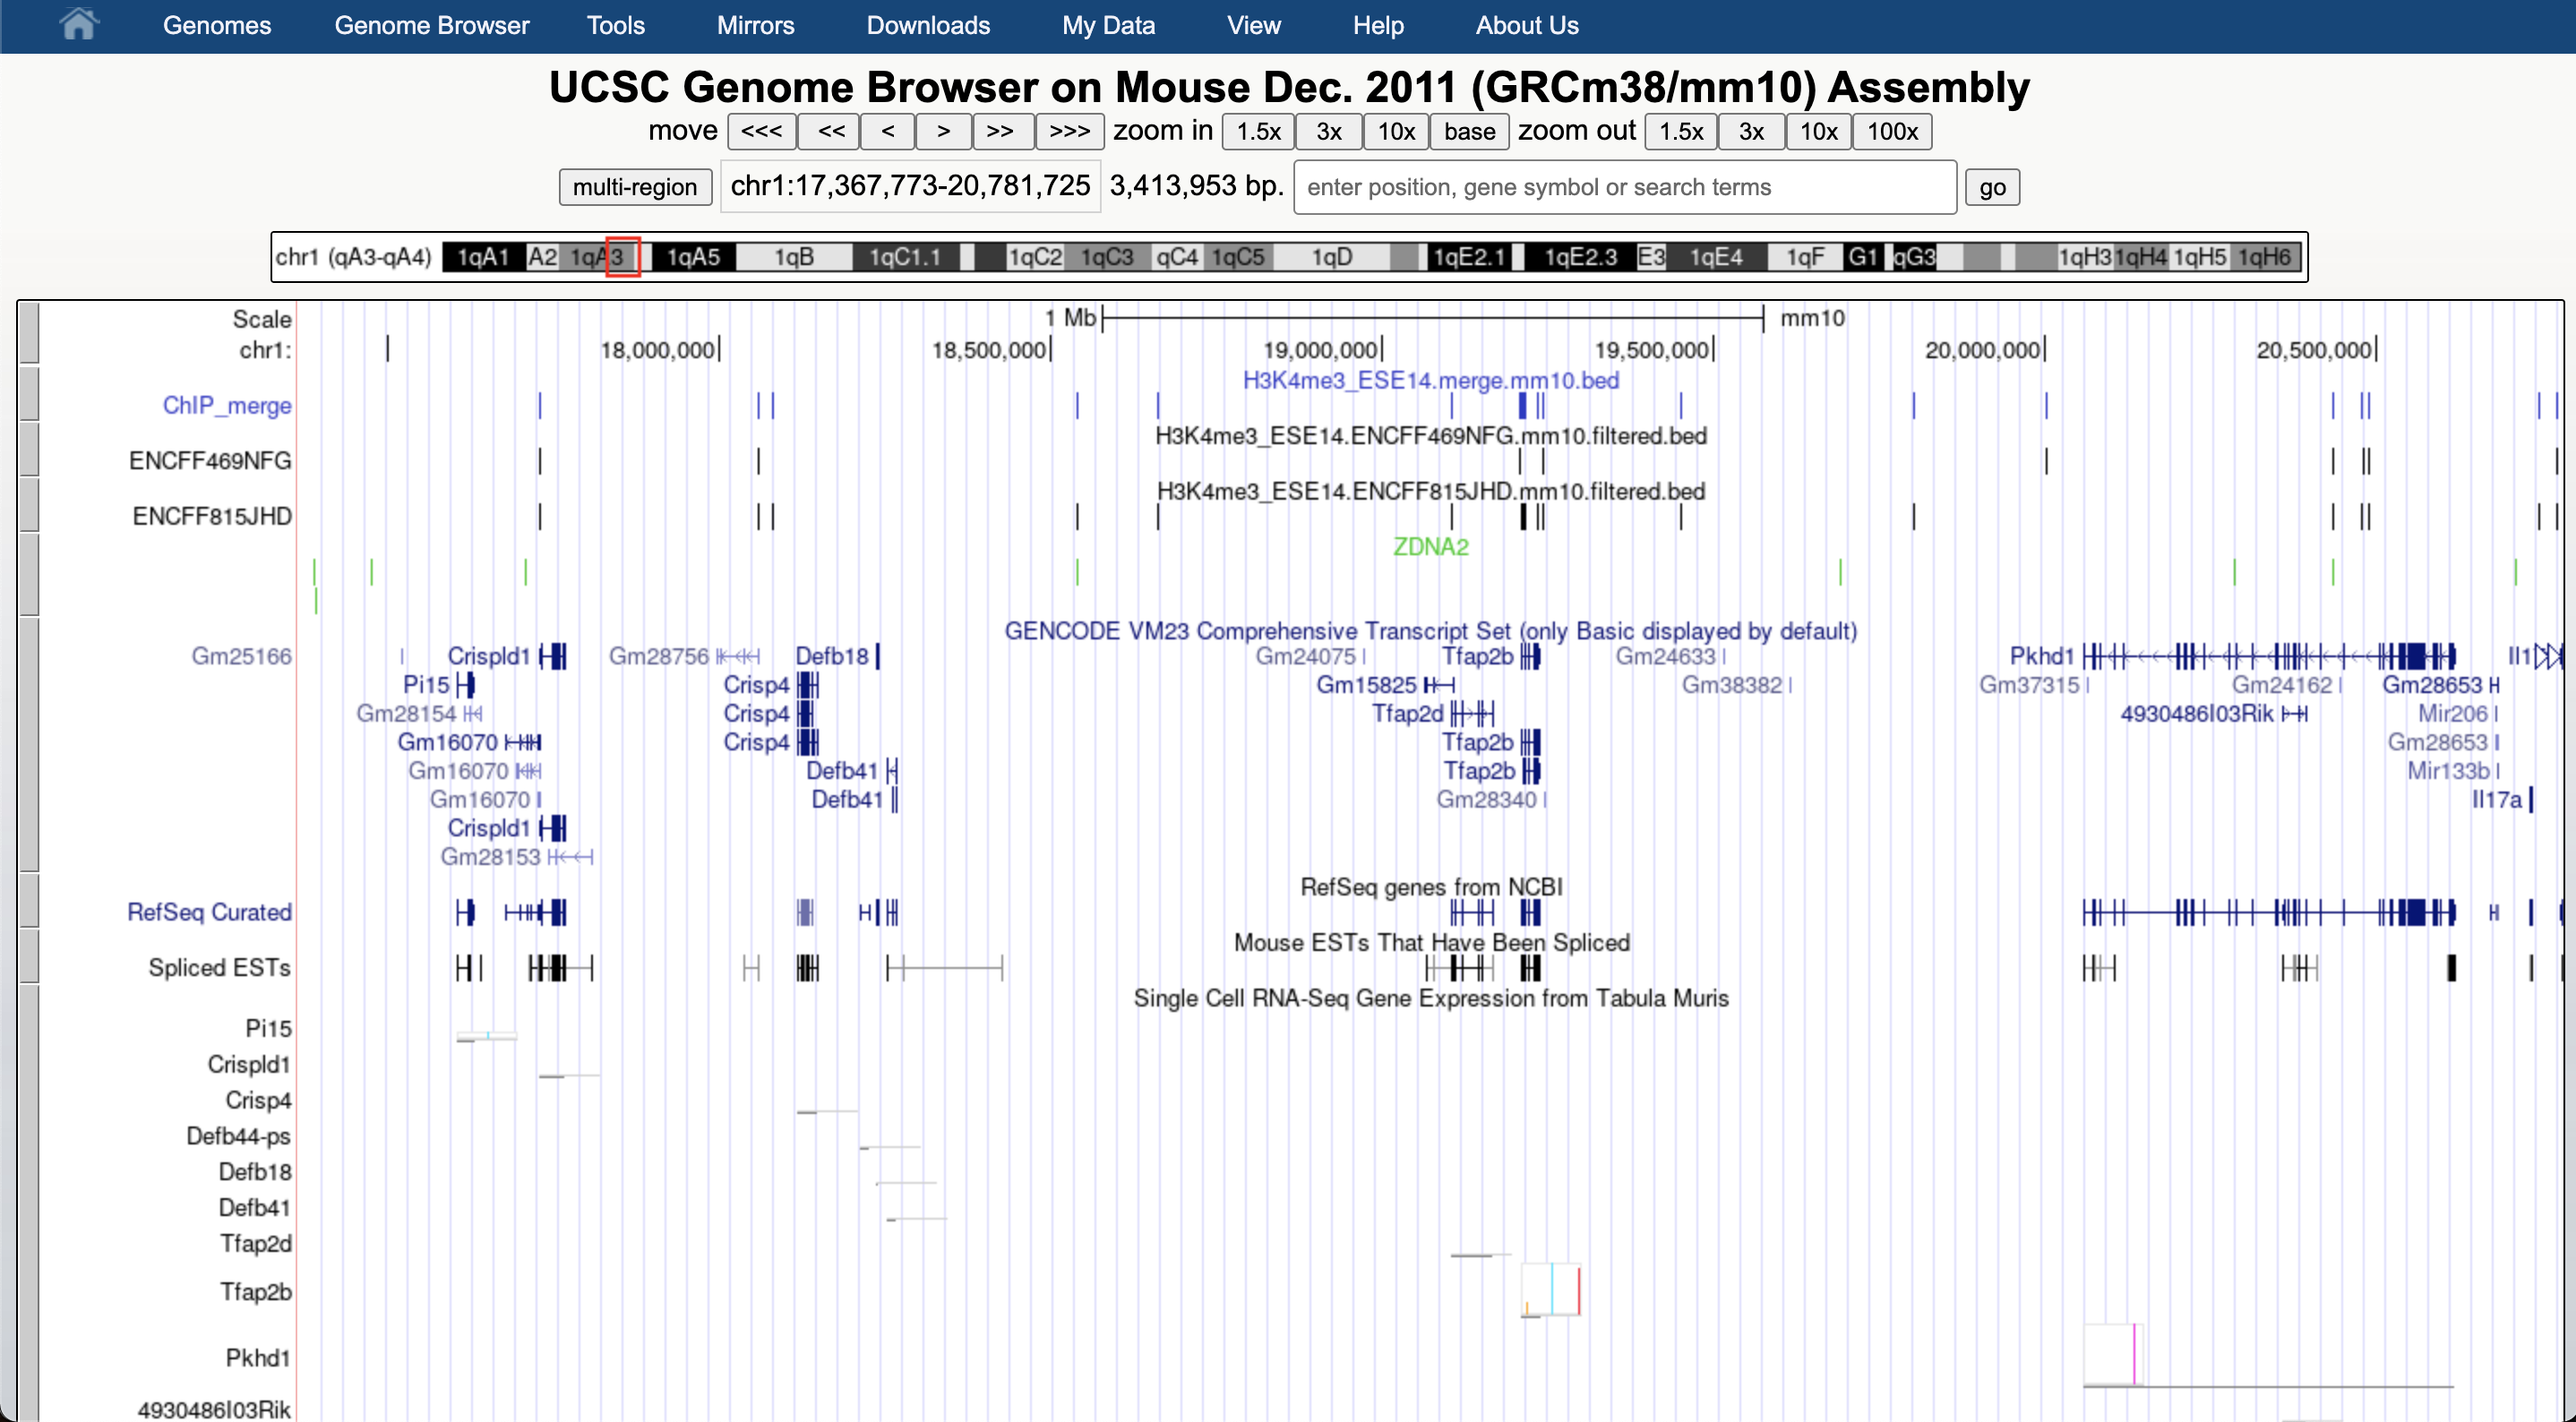 Genomes Genome Browser Tools Mirrors Downloads My Data View Help About Us
UCSC Genome Browser on Mouse Dec. 2011 (GRCm38/mm10) Assembly
move <<< << < > >> >>> zoom in 1.5x 3x 10x base zoom out 1.5x 3x 10x 100x
multi-region chr1:17,367,773-20,781,725 3,413,953 bp. enter position, gene symbol or search terms go
chr1 (qA3-qA4) 1qA1 A2 1qA3 1qA5 1qB 1qC1.1 1qC2 1qC3 qC4 1qC5 1qD 1qE2.1 1qE2.3 E3 1qE4 1qF G1 qG3 1qH3 1qH4 1qH5 1qH6
Scale 1 Mb mm10
chr1: 18,000,000 18,500,000 19,000,000 19,500,000 20,000,000 20,500,000
H3K4me3_ESE14.merge.mm10.bed
ChIP_merge
H3K4me3_ESE14.ENCFF469NFG.mm10.filtered.bed
ENCFF469NFG
H3K4me3_ESE14.ENCFF815JHD.mm10.filtered.bed
ENCFF815JHD
ZDNA2
GENCODE VM23 Comprehensive Transcript Set (only Basic displayed by default)
Gm25166 Crispld1 Gm28756 Defb18 Gm24075 Tfap2b Gm24633 Pkhd1 Il1
Pi15 Crisp4 Gm15825 Gm38382 Gm37315 Gm24162 Gm28653
Gm28154 Crisp4 Tfap2d 4930486I03Rik Mir206
Gm16070 Crisp4 Tfap2b Gm28653
Gm16070 Defb41 Tfap2b Mir133b
Gm16070 Defb41 Gm28340 Il17a
Crispld1
Gm28153
RefSeq genes from NCBI
RefSeq Curated
Mouse ESTs That Have Been Spliced
Spliced ESTs
Single Cell RNA-Seq Gene Expression from Tabula Muris
Pi15
Crispld1
Crisp4
Defb44-ps
Defb18
Defb41
Tfap2d
Tfap2b
Pkhd1
4930486I03Rik